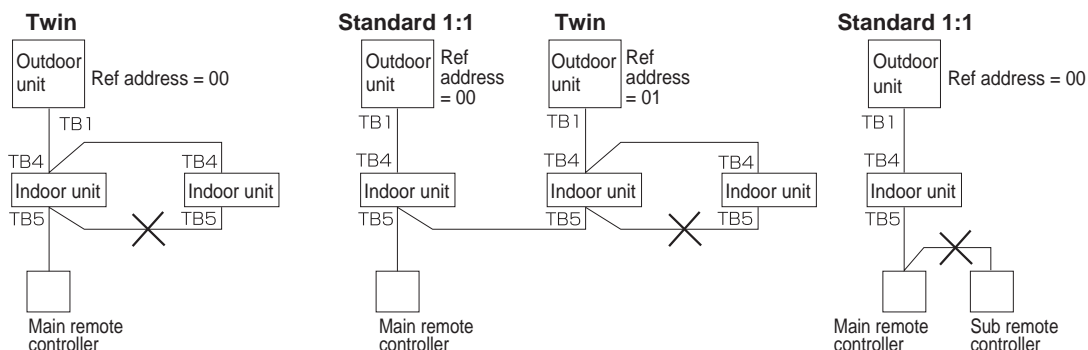 Twin
Outdoor
unit
Ref address = 00
TB1
TB4
TB4
Indoor unit
Indoor unit
TB5
TB5
Main remote
controller
Standard 1:1
Outdoor
unit
Ref
address
= 00
TB1
TB4
Indoor unit
TB5
Main remote
controller
Twin
Outdoor
unit
Ref
address
= 01
TB1
TB4
TB4
Indoor unit
Indoor unit
TB5
TB5
Standard 1:1
Outdoor
unit
Ref address = 00
TB1
TB4
Indoor unit
TB5
Main remote
controller
Sub remote
controller